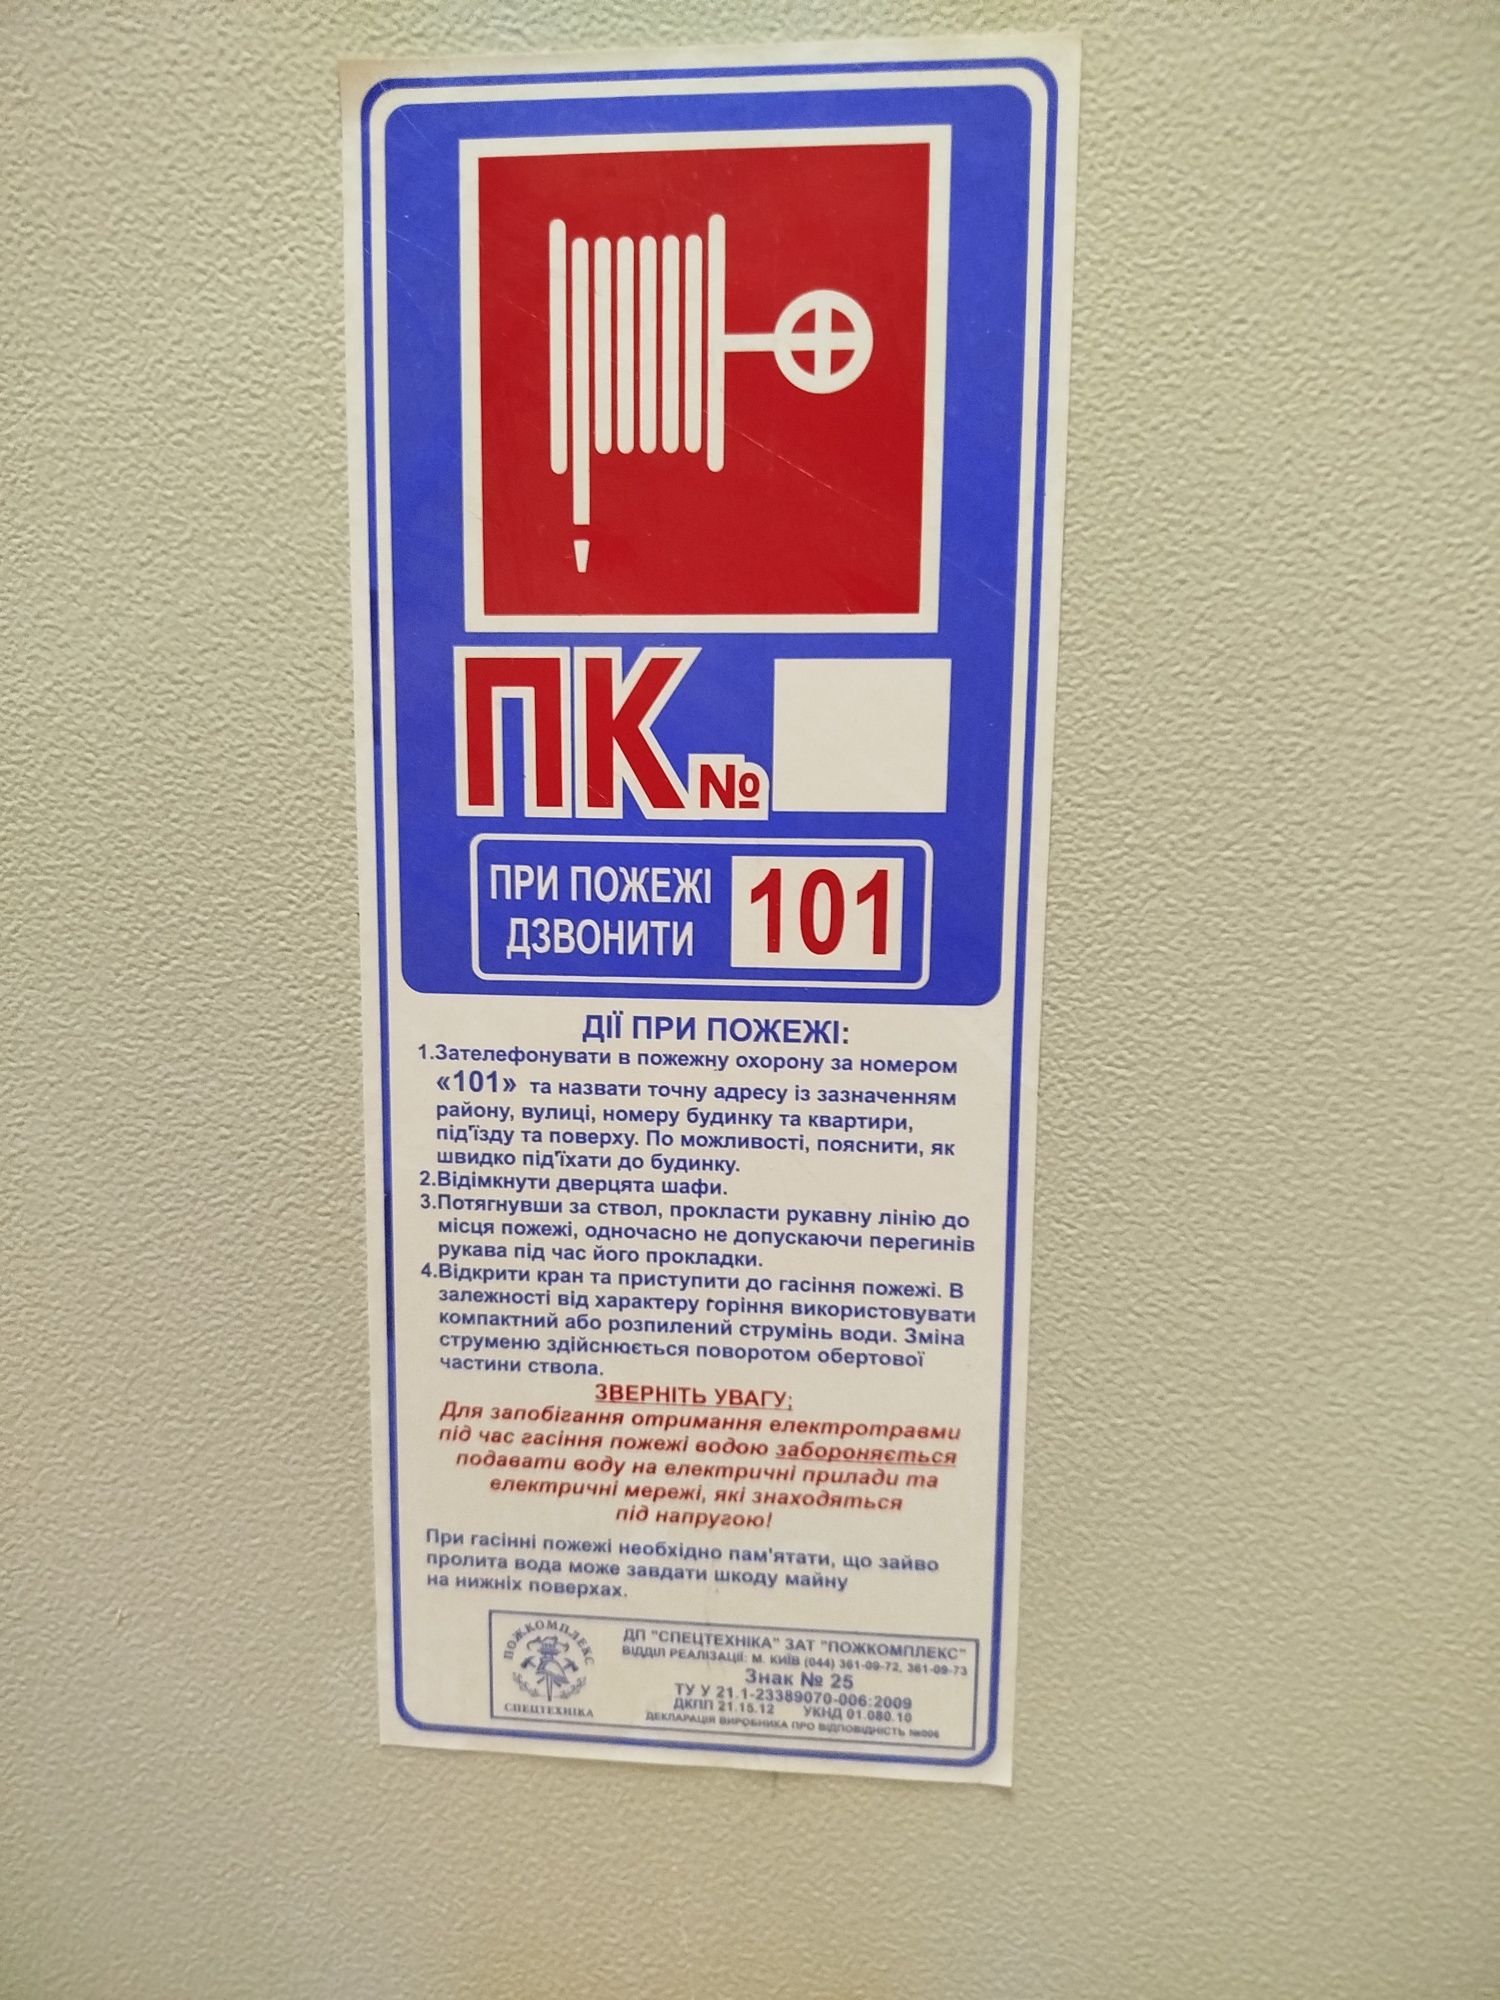 ПК №
ПРИ ПОЖЕЖІ
ДЗВОНИТИ
101
ДІЇ ПРИ ПОЖЕЖІ:
1.Зателефонувати в пожежну охорону за номером
«101» та назвати точну адресу із зазначенням
району, вулиці, номеру будинку та квартири,
під'їзду та поверху. По можливості, пояснити, як
швидко під'їхати до будинку.
2.Відімкнути дверцята шафи.
3.Потягнувши за ствол, прокласти рукавну лінію до
місця пожежі, одночасно не допускаючи перегинів
рукава під час його прокладки.
4.Відкрити кран та приступити до гасіння пожежі. В
залежності від характеру горіння використовувати
компактний або розпилений струмінь води. Зміна
струменю здійснюється поворотом обертової
частини ствола.
ЗВЕРНІТЬ УВАГУ;
Для запобігання отримання електротравми
під час гасіння пожежі водою забороняється
подавати воду на електричні прилади та
електричні мережі, які знаходяться
під напругою!
При гасінні пожежі необхідно пам'ятати, що зайво
пролита вода може завдати шкоду майну
на нижніх поверхах.
ПОЖКОМПЛЕКС
СПЕЦТЕХНІКА
ДП "СПЕЦТЕХНІКА" ЗАТ "ПОЖКОМПЛЕКС"
ВІДДІЛ РЕАЛІЗАЦІЇ: М. КИЇВ (044) 361-09-72, 361-09-73
Знак № 25
ТУ У 21.1-23389070-006:2009
ДКПП 21.15.12 УКНД 01.080.10
ДЕКЛАРАЦІЯ ВИРОБНИКА ПРО ВІДПОВІДНІСТЬ №006